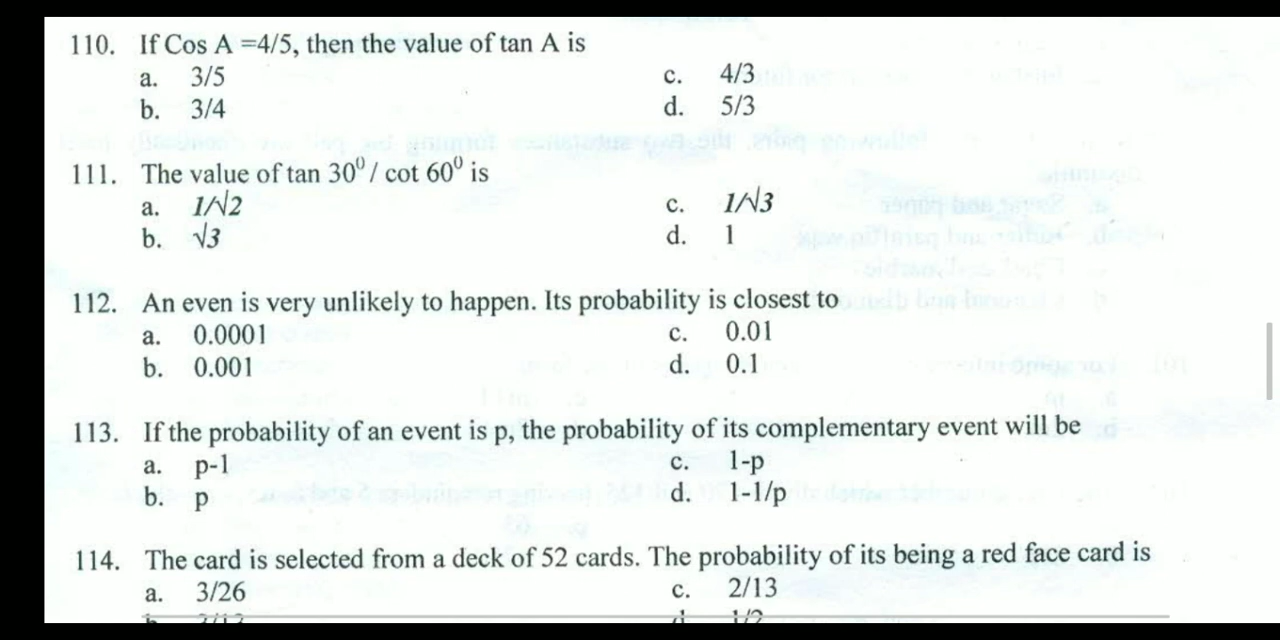 110. If Cos A =4/5, then the value of tan A is
a. 3/5 c. 4/3
b. 3/4 d. 5/3
111. The value of tan 30⁰ / cot 60⁰ is
a. 1/√2 c. 1/√3
b. √3 d. 1
112. An even is very unlikely to happen. Its probability is closest to
a. 0.0001 c. 0.01
b. 0.001 d. 0.1
113. If the probability of an event is p, the probability of its complementary event will be
a. p-1 c. 1-p
b. p d. 1-1/p
114. The card is selected from a deck of 52 cards. The probability of its being a red face card is
a. 3/26 c. 2/13